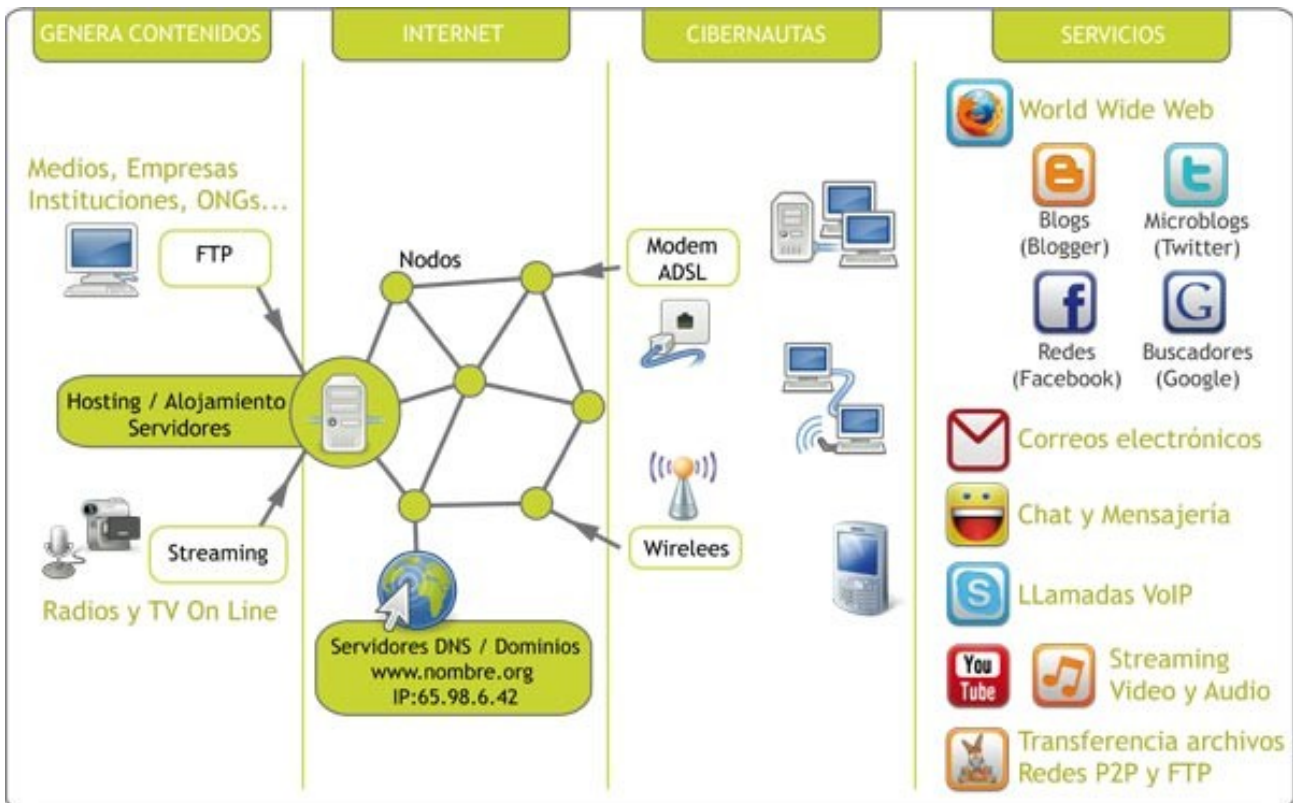 GENERA CONTENIDOS
INTERNET
CIBERNAUTAS
SERVICIOS
Medios, Empresas
Instituciones, ONGs...
FTP
Hosting / Alojamiento
Servidores
Streaming
Radios y TV On Line
Nodos
Servidores DNS / Dominios
www.nombre.org
IP:65.98.6.42
Modem
ADSL
Wirelees
World Wide Web
B
Blogs
(Blogger)
t
Microblogs
(Twitter)
f
Redes
(Facebook)
G
Buscadores
(Google)
Correos electrónicos
Chat y Mensajería
S
LLamadas VoIP
You
Tube
Streaming
Video y Audio
Transferencia archivos
Redes P2P y FTP